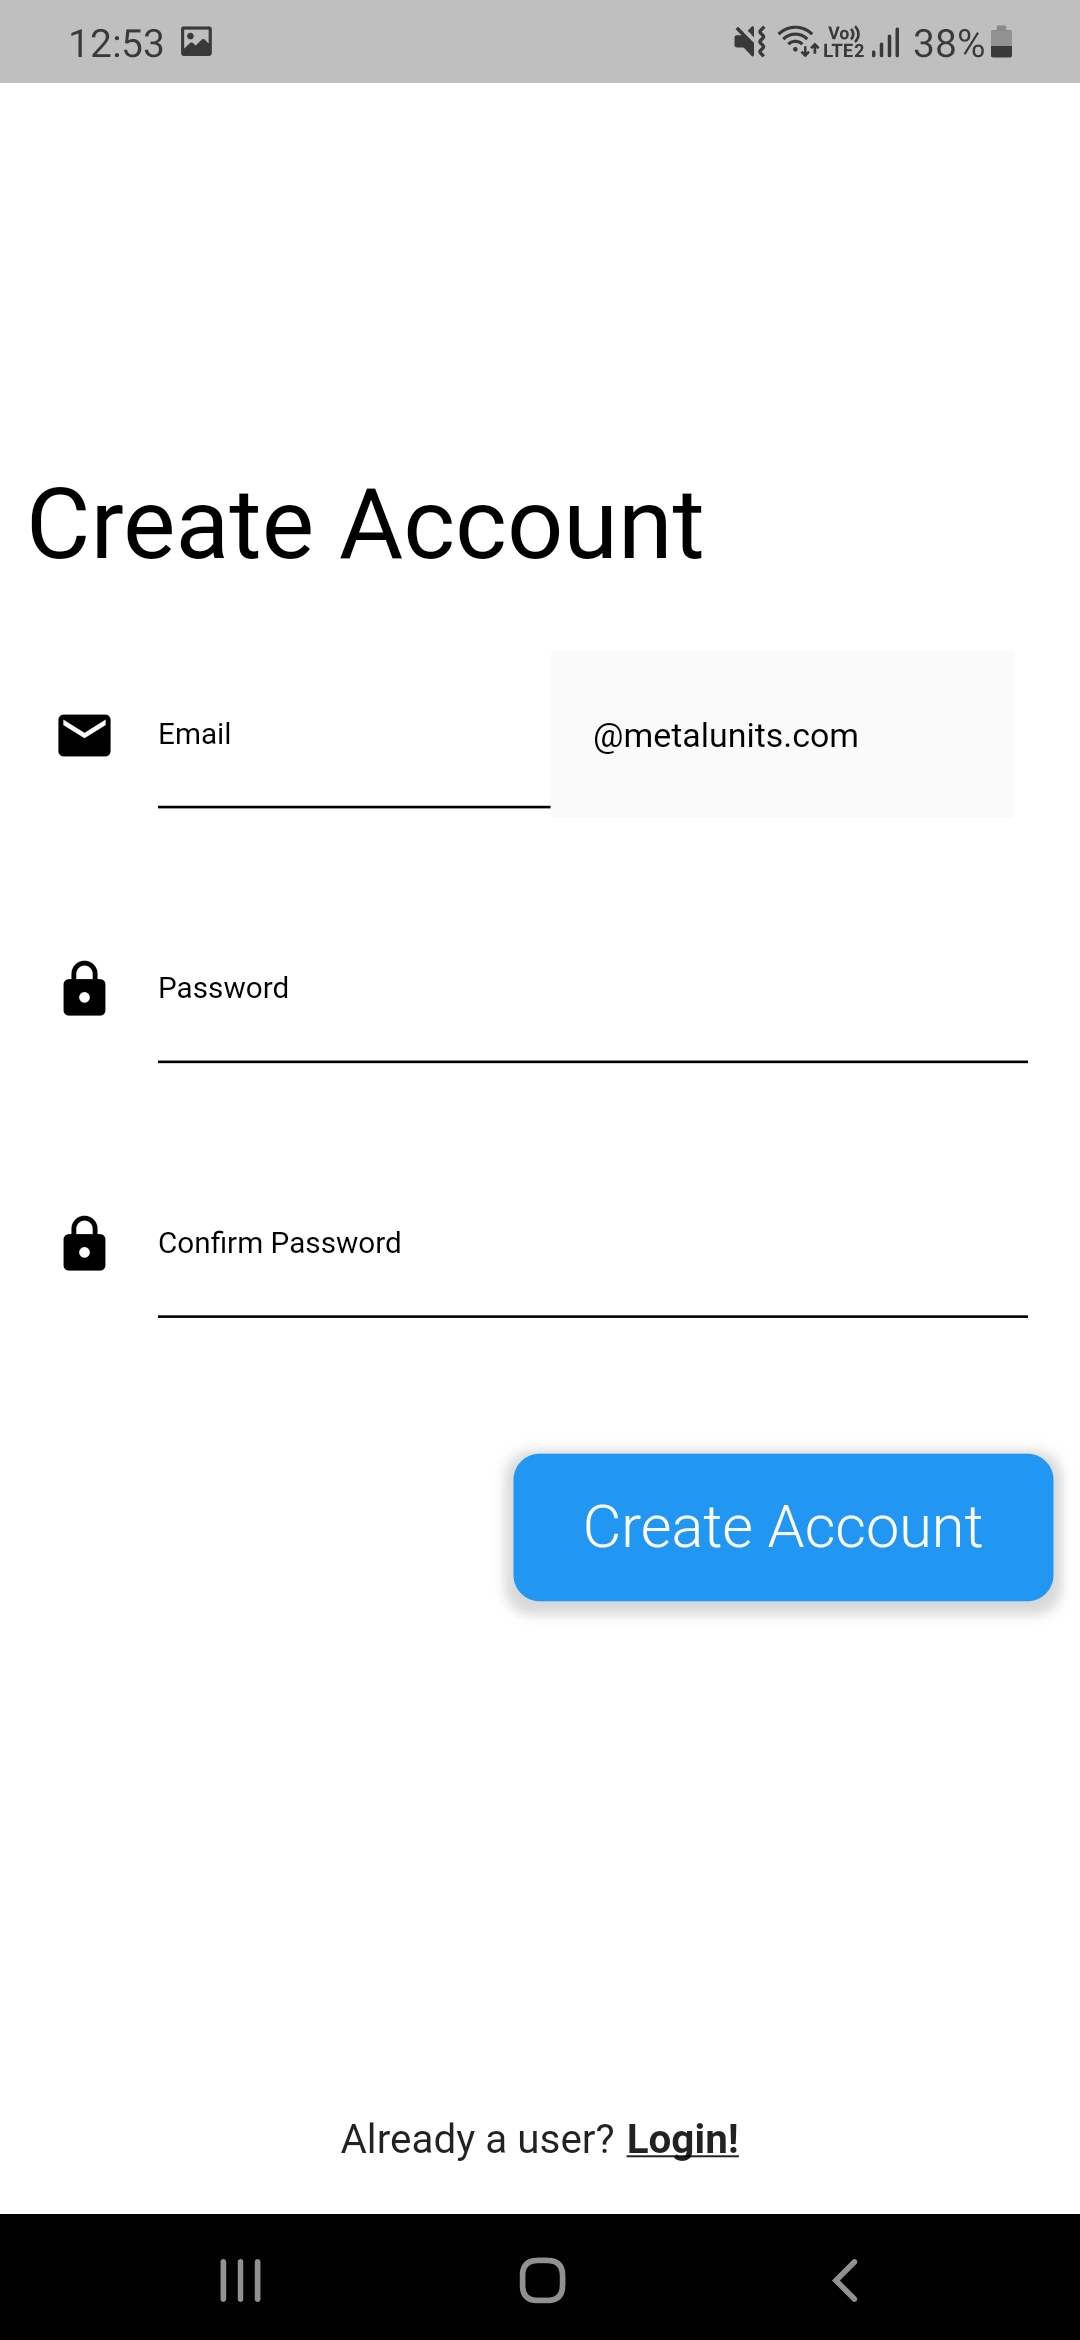 12:53 Vo)) LTE2 38%
Create Account
Email @metalunits.com
Password
Confirm Password
Create Account
Already a user? Login!